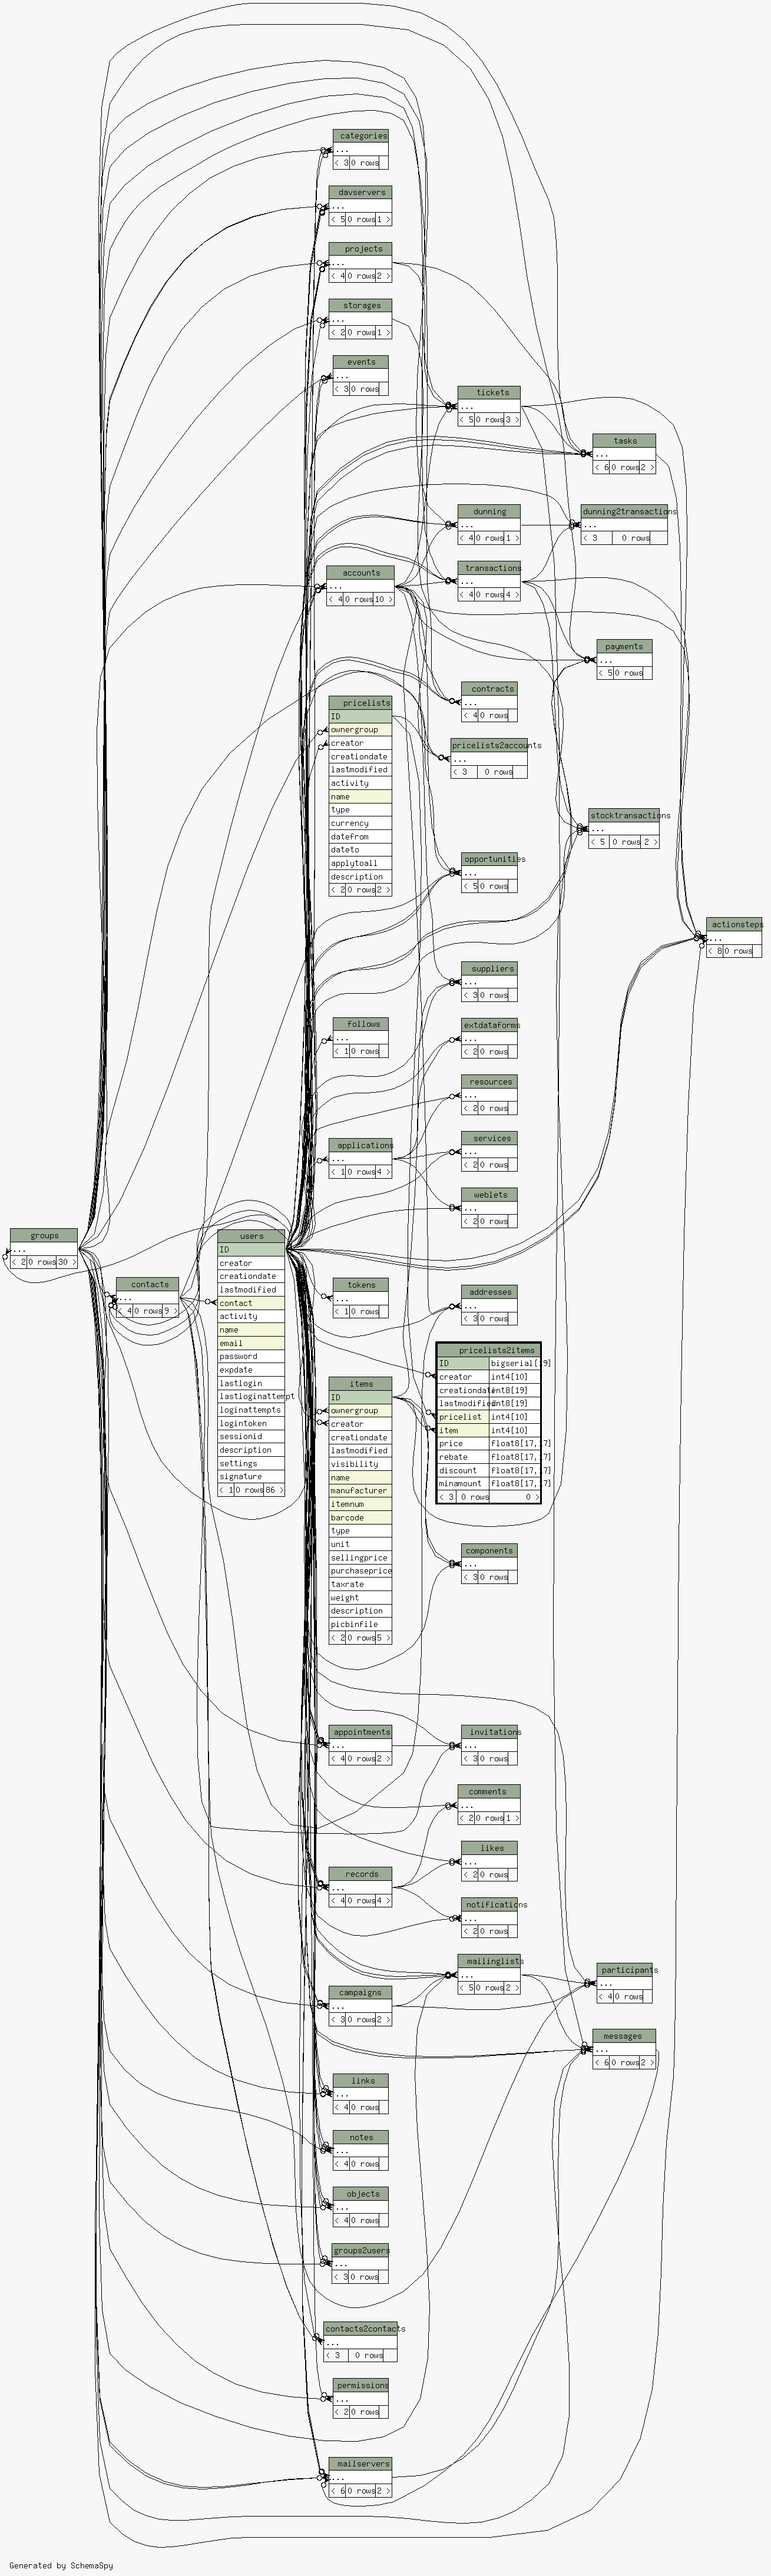 categories
...
< 3 0 rows
davservers
...
< 5 0 rows 1 >
projects
...
< 4 0 rows 2 >
storages
...
< 2 0 rows 1 >
events
...
< 3 0 rows
tickets
...
< 5 0 rows 3 >
tasks
...
< 6 0 rows 2 >
dunning
...
< 4 0 rows 1 >
dunning2transactions
...
< 3 0 rows
transactions
...
< 4 0 rows 4 >
accounts
...
< 4 0 rows 10 >
payments
...
< 5 0 rows
contracts
...
< 4 0 rows
pricelists
ID
ownergroup
creator
creationdate
lastmodified
activity
name
type
currency
datefrom
dateto
applytoall
description
< 2 0 rows 2 >
pricelists2accounts
...
< 3 0 rows
stocktransactions
...
< 5 0 rows 2 >
opportunities
...
< 5 0 rows
actionsteps
...
< 8 0 rows
suppliers
...
< 3 0 rows
follows
...
< 1 0 rows
extdataforms
...
< 2 0 rows
resources
...
< 2 0 rows
applications
...
< 1 0 rows 4 >
services
...
< 2 0 rows
weblets
...
< 2 0 rows
groups
...
< 2 0 rows 30 >
contacts
...
< 4 0 rows 9 >
users
ID
creator
creationdate
lastmodified
contact
activity
name
email
password
expdate
lastlogin
lastloginattempt
loginattempts
logintoken
sessionid
description
settings
signature
< 1 0 rows 86 >
tokens
...
< 1 0 rows
addresses
...
< 3 0 rows
pricelists2items
ID bigserial[19]
creator int4[10]
creationdate int8[19]
lastmodified int8[19]
pricelist int4[10]
item int4[10]
price float8[17,17]
rebate float8[17,17]
discount float8[17,17]
minamount float8[17,17]
< 3 0 rows 0 >
items
ID
ownergroup
creator
creationdate
lastmodified
visibility
name
manufacturer
itemnum
barcode
type
unit
sellingprice
purchaseprice
taxrate
weight
description
picbinfile
< 2 0 rows 5 >
components
...
< 3 0 rows
appointments
...
< 4 0 rows 2 >
invitations
...
< 3 0 rows
comments
...
< 2 0 rows 1 >
likes
...
< 2 0 rows
records
...
< 4 0 rows 4 >
notifications
...
< 2 0 rows
mailinglists
...
< 5 0 rows 2 >
participants
...
< 4 0 rows
campaigns
...
< 3 0 rows 2 >
messages
...
< 6 0 rows 2 >
links
...
< 4 0 rows
notes
...
< 4 0 rows
objects
...
< 4 0 rows
groups2users
...
< 3 0 rows
contacts2contacts
...
< 3 0 rows
permissions
...
< 2 0 rows
mailservers
...
< 6 0 rows 2 >
Generated by SchemaSpy